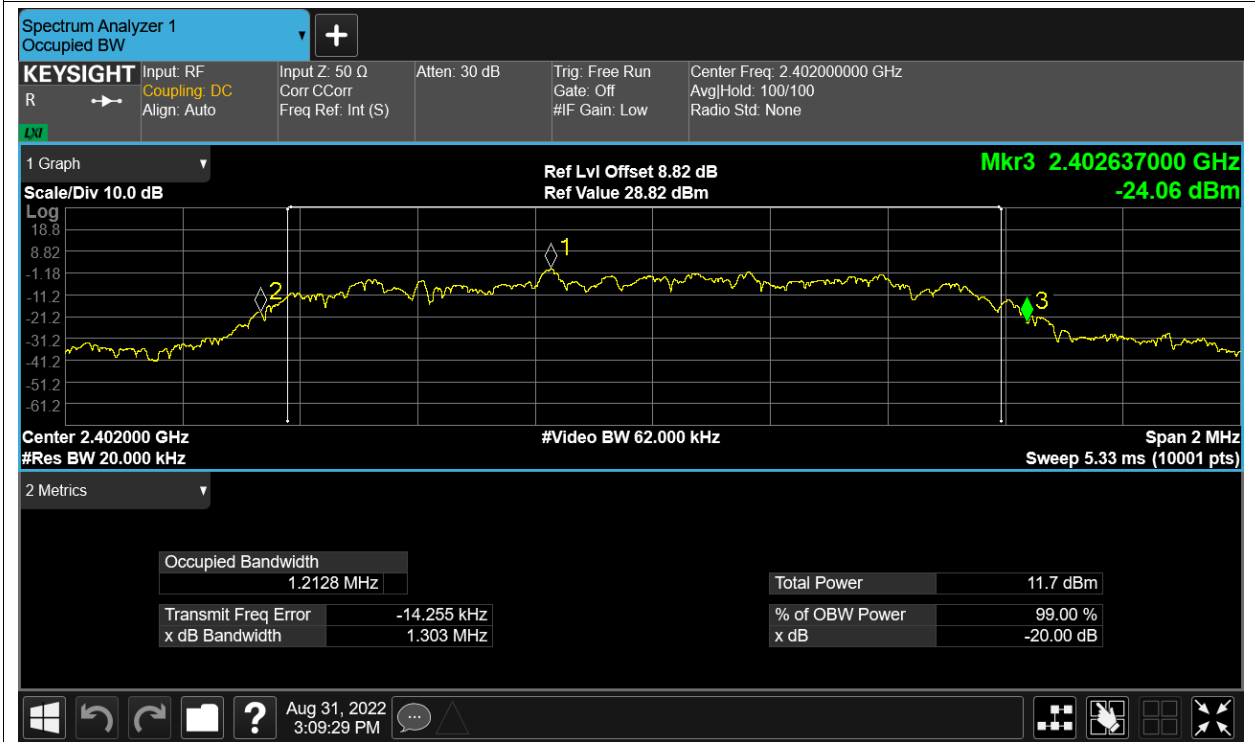 Spectrum Analyzer 1
Occupied BW
KEYSIGHT
R
LXI
Input: RF
Coupling: DC
Align: Auto
Input Z: 50 Ω
Corr CCorr
Freq Ref: Int (S)
Atten: 30 dB
Trig: Free Run
Gate: Off
#IF Gain: Low
Center Freq: 2.402000000 GHz
Avg|Hold: 100/100
Radio Std: None
1 Graph
Scale/Div 10.0 dB
Ref Lvl Offset 8.82 dB
Ref Value 28.82 dBm
Mkr3 2.402637000 GHz
-24.06 dBm
Log
18.8
8.82
-1.18
-11.2
-21.2
-31.2
-41.2
-51.2
-61.2
1
2
3
Center 2.402000 GHz
#Res BW 20.000 kHz
#Video BW 62.000 kHz
Span 2 MHz
Sweep 5.33 ms (10001 pts)
2 Metrics
Occupied Bandwidth
1.2128 MHz
Transmit Freq Error -14.255 kHz
x dB Bandwidth 1.303 MHz
Total Power 11.7 dBm
% of OBW Power 99.00 %
x dB -20.00 dB
?
Aug 31, 2022
3:09:29 PM